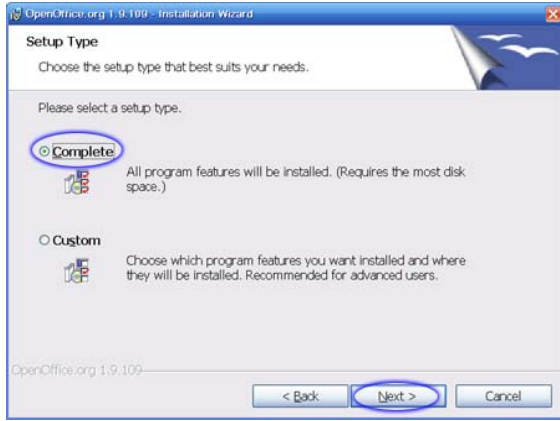 OpenOffice.org 1.9.109 - Installation Wizard
Setup Type
Choose the setup type that best suits your needs.
Please select a setup type.
Complete
All program features will be installed. (Requires the most disk
space.)
Custom
Choose which program features you want installed and where
they will be installed. Recommended for advanced users.
OpenOffice.org 1.9.109
< Back
Next >
Cancel